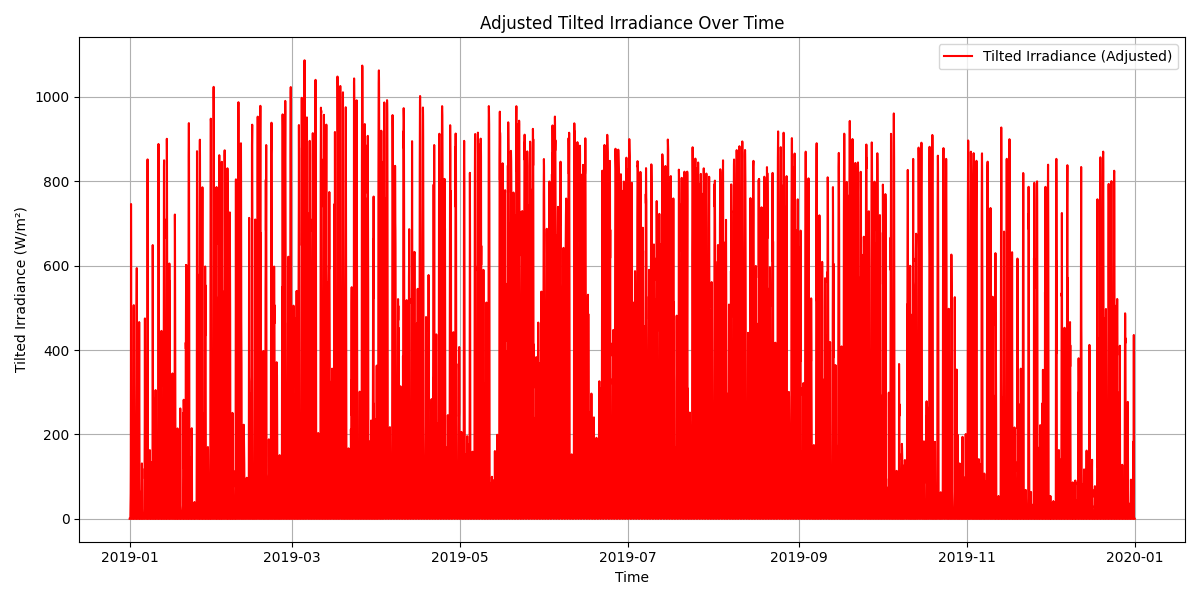 Adjusted Tilted Irradiance Over Time
Tilted Irradiance (Adjusted)
Tilted Irradiance (W/m²)
1000
800
600
400
200
0
2019-01 2019-03 2019-05 2019-07 2019-09 2019-11 2020-01
Time